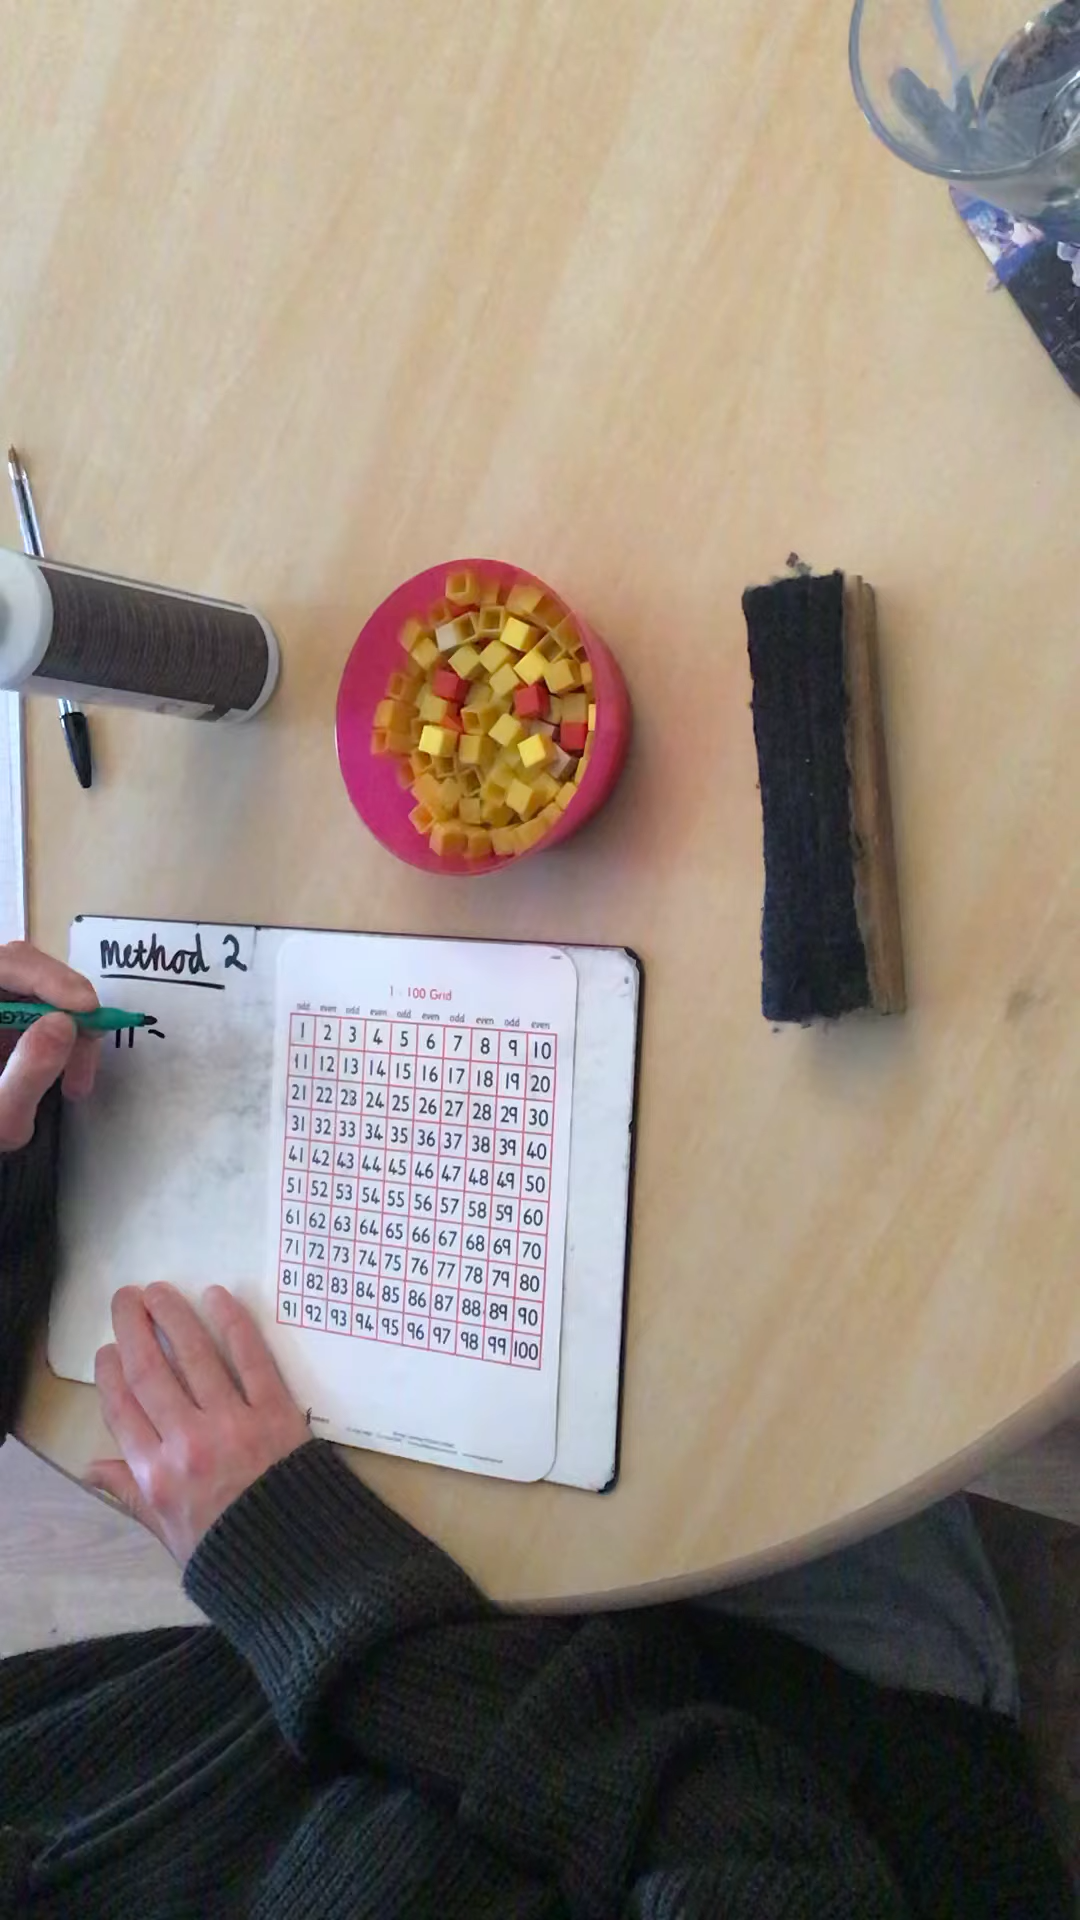 Method 2
11 -
1 - 100 Grid
odd even odd even odd even odd even odd even
1 2 3 4 5 6 7 8 9 10
11 12 13 14 15 16 17 18 19 20
21 22 23 24 25 26 27 28 29 30
31 32 33 34 35 36 37 38 39 40
41 42 43 44 45 46 47 48 49 50
51 52 53 54 55 56 57 58 59 60
61 62 63 64 65 66 67 68 69 70
71 72 73 74 75 76 77 78 79 80
81 82 83 84 85 86 87 88 89 90
91 92 93 94 95 96 97 98 99 100